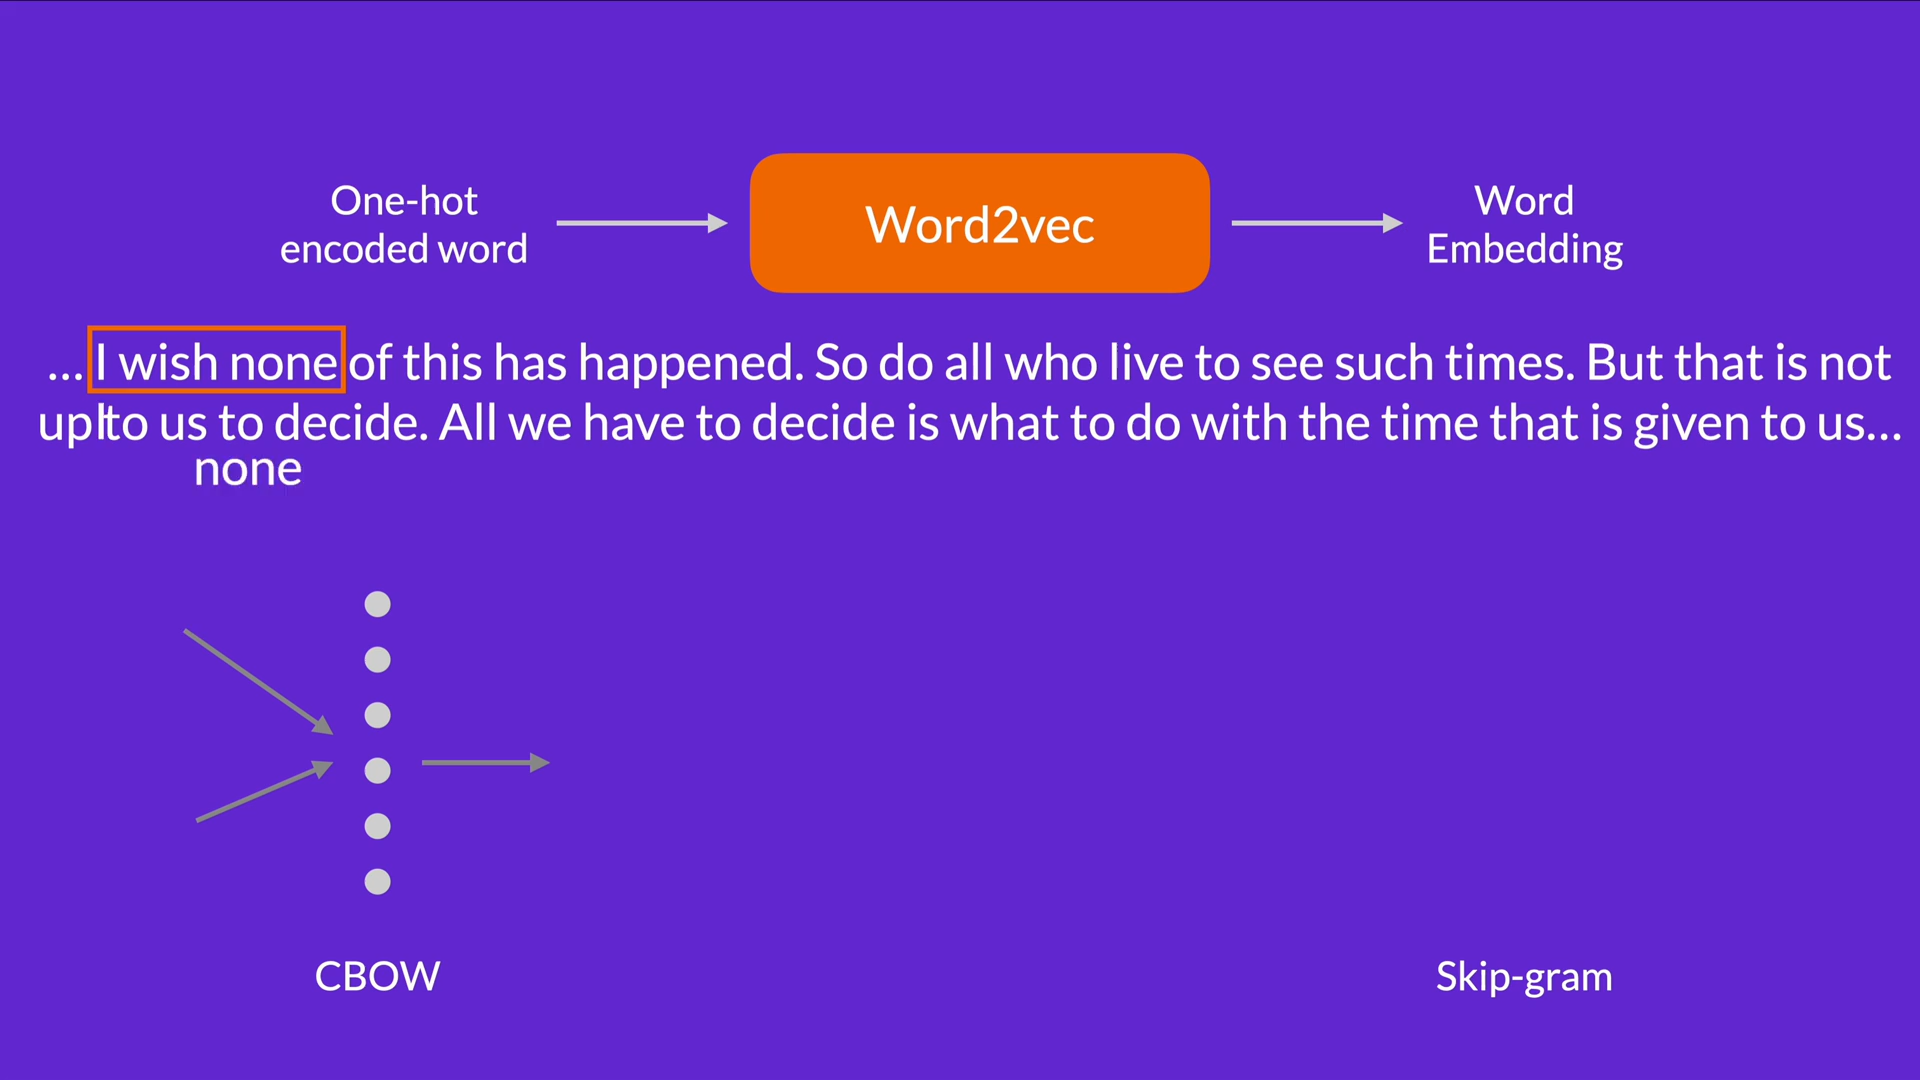 One-hot
encoded word
Word2vec
Word
Embedding
... I wish none of this has happened. So do all who live to see such times. But that is not
up to us to decide. All we have to decide is what to do with the time that is given to us...
I
none
CBOW
Skip-gram